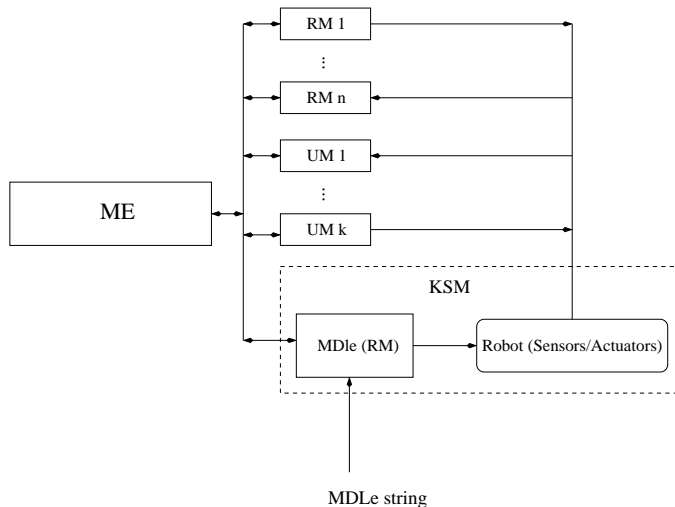 RM 1
...
RM n
UM 1
...
ME
UM k
KSM
MDle (RM)
Robot (Sensors/Actuators)
MDLe string